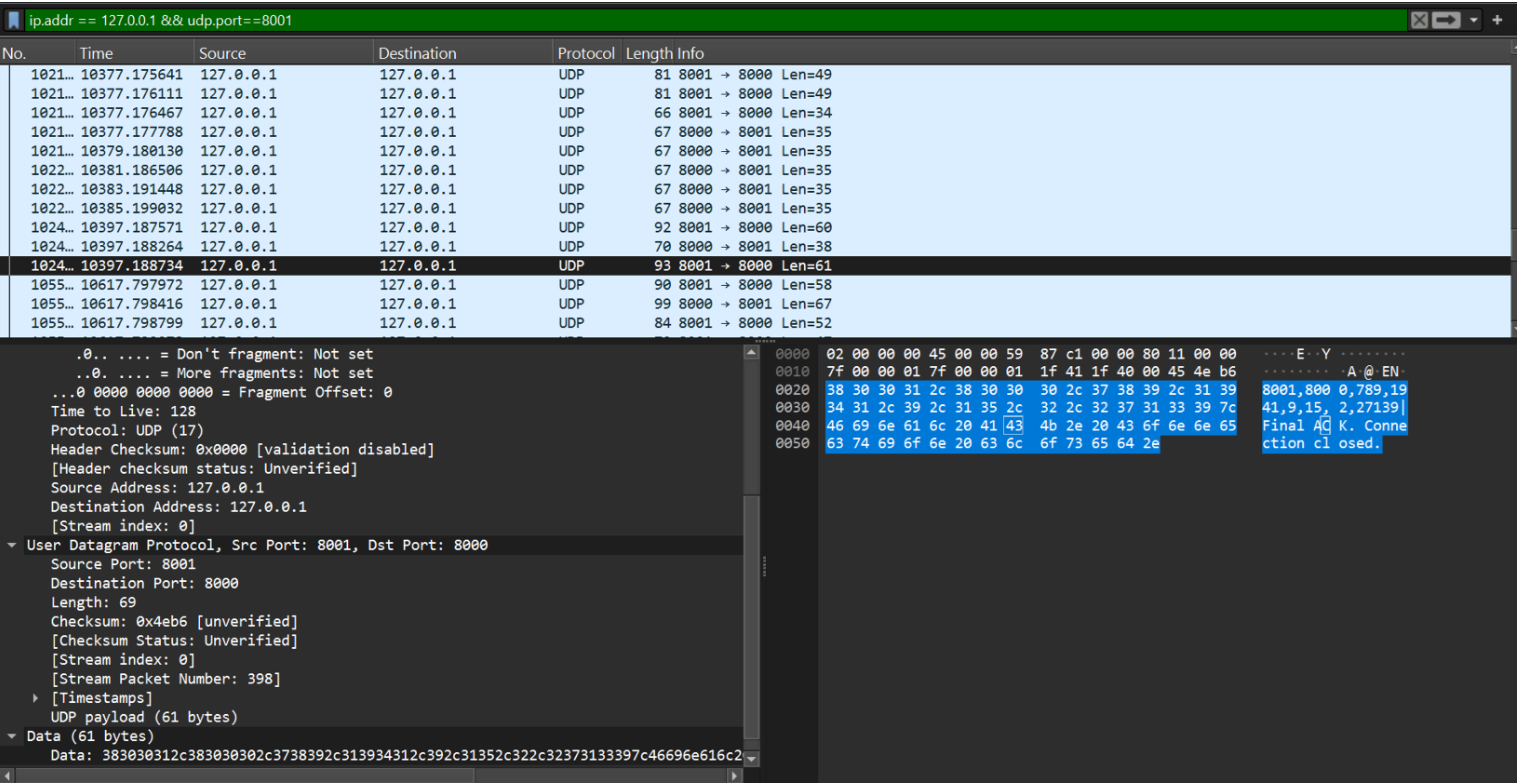 ip.addr == 127.0.0.1 && udp.port==8001
No. Time Source Destination Protocol Length Info
1021… 10377.175641 127.0.0.1 127.0.0.1 UDP 81 8001 → 8000 Len=49
1021… 10377.176111 127.0.0.1 127.0.0.1 UDP 81 8001 → 8000 Len=49
1021… 10377.176467 127.0.0.1 127.0.0.1 UDP 66 8001 → 8000 Len=34
1021… 10377.177788 127.0.0.1 127.0.0.1 UDP 67 8000 → 8001 Len=35
1021… 10379.180130 127.0.0.1 127.0.0.1 UDP 67 8000 → 8001 Len=35
1022… 10381.186506 127.0.0.1 127.0.0.1 UDP 67 8000 → 8001 Len=35
1022… 10383.191448 127.0.0.1 127.0.0.1 UDP 67 8000 → 8001 Len=35
1022… 10385.199032 127.0.0.1 127.0.0.1 UDP 67 8000 → 8001 Len=35
1024… 10397.187571 127.0.0.1 127.0.0.1 UDP 92 8001 → 8000 Len=60
1024… 10397.188264 127.0.0.1 127.0.0.1 UDP 70 8000 → 8001 Len=38
1024… 10397.188734 127.0.0.1 127.0.0.1 UDP 93 8001 → 8000 Len=61
1055… 10617.797972 127.0.0.1 127.0.0.1 UDP 90 8001 → 8000 Len=58
1055… 10617.798416 127.0.0.1 127.0.0.1 UDP 99 8000 → 8001 Len=67
1055… 10617.798799 127.0.0.1 127.0.0.1 UDP 84 8001 → 8000 Len=52
.0.. .... = Don't fragment: Not set
..0. .... = More fragments: Not set
...0 0000 0000 0000 = Fragment Offset: 0
Time to Live: 128
Protocol: UDP (17)
Header Checksum: 0x0000 [validation disabled]
[Header checksum status: Unverified]
Source Address: 127.0.0.1
Destination Address: 127.0.0.1
[Stream index: 0]
User Datagram Protocol, Src Port: 8001, Dst Port: 8000
Source Port: 8001
Destination Port: 8000
Length: 69
Checksum: 0x4eb6 [unverified]
[Checksum Status: Unverified]
[Stream index: 0]
[Stream Packet Number: 398]
[Timestamps]
UDP payload (61 bytes)
Data (61 bytes)
Data: 383030312c383030302c3738392c313934312c392c31352c322c32373133397c46696e616c2
0000 02 00 00 00 45 00 00 59 87 c1 00 00 80 11 00 00 ····E··Y ········
0010 7f 00 00 01 7f 00 00 01 1f 41 1f 40 00 45 4e b6 ········ ·A·@·EN·
0020 38 30 30 31 2c 38 30 30 30 2c 37 38 39 2c 31 39 8001,800 0,789,19
0030 34 31 2c 39 2c 31 35 2c 32 2c 32 37 31 33 39 7c 41,9,15, 2,27139|
0040 46 69 6e 61 6c 20 41 43 4b 2e 20 43 6f 6e 6e 65 Final AC K. Conne
0050 63 74 69 6f 6e 20 63 6c 6f 73 65 64 2e ction cl osed.